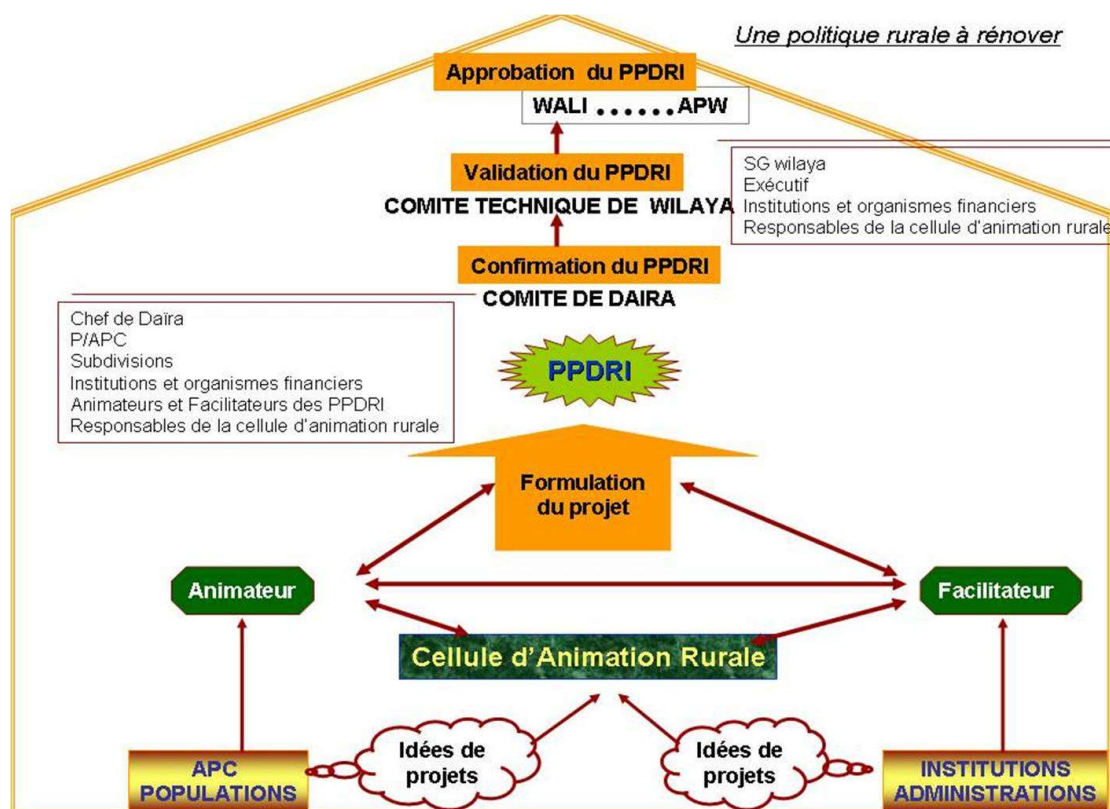 Une politique rurale à rénover
Approbation du PPDRI
WALI ......APW
Validation du PPDRI
COMITE TECHNIQUE DE WILAYA
SG wilaya
Exécutif
Institutions et organismes financiers
Responsables de la cellule d'animation rurale
Confirmation du PPDRI
COMITE DE DAIRA
Chef de Daïra
P/APC
Subdivisions
Institutions et organismes financiers
Animateurs et Facilitateurs des PPDRI
Responsables de la cellule d'animation rurale
PPDRI
Formulation
du projet
Animateur
Facilitateur
Cellule d'Animation Rurale
Idées de
projets
Idées de
projets
APC
POPULATIONS
INSTITUTIONS
ADMINISTRATIONS